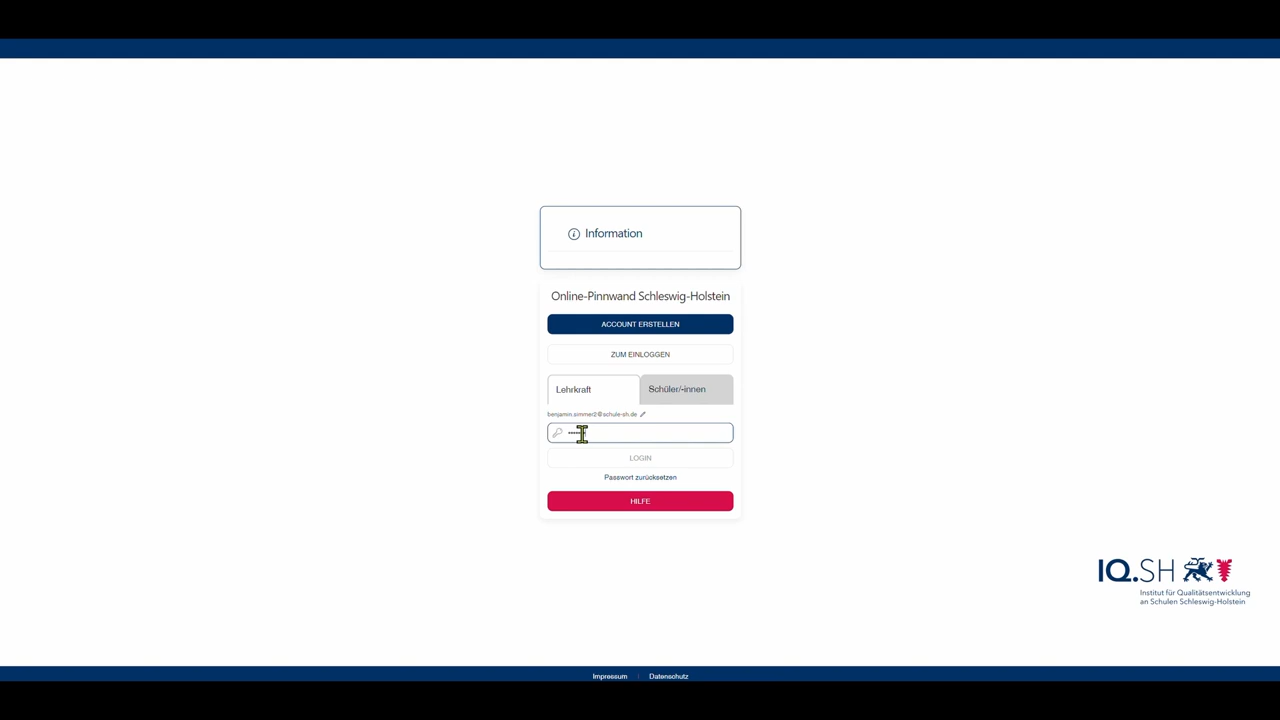 Information
Online-Pinnwand Schleswig-Holstein
ACCOUNT ERSTELLEN
ZUM EINLOGGEN
Lehrkraft
Schüler/-innen
benjamin.simmer2@schule-sh.de
LOGIN
Passwort zurücksetzen
HILFE
IQ.SH
Institut für Qualitätsentwicklung
an Schulen Schleswig-Holstein
Impressum | Datenschutz